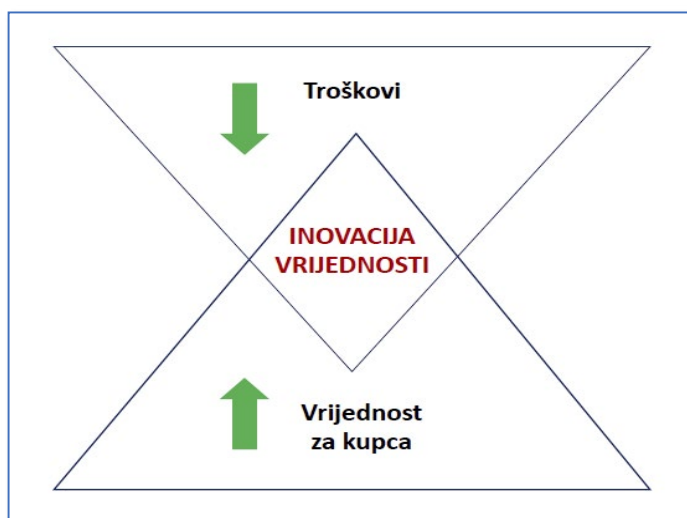 Troškovi
INOVACIJA
VRIJEDNOSTI
Vrijednost
za kupca